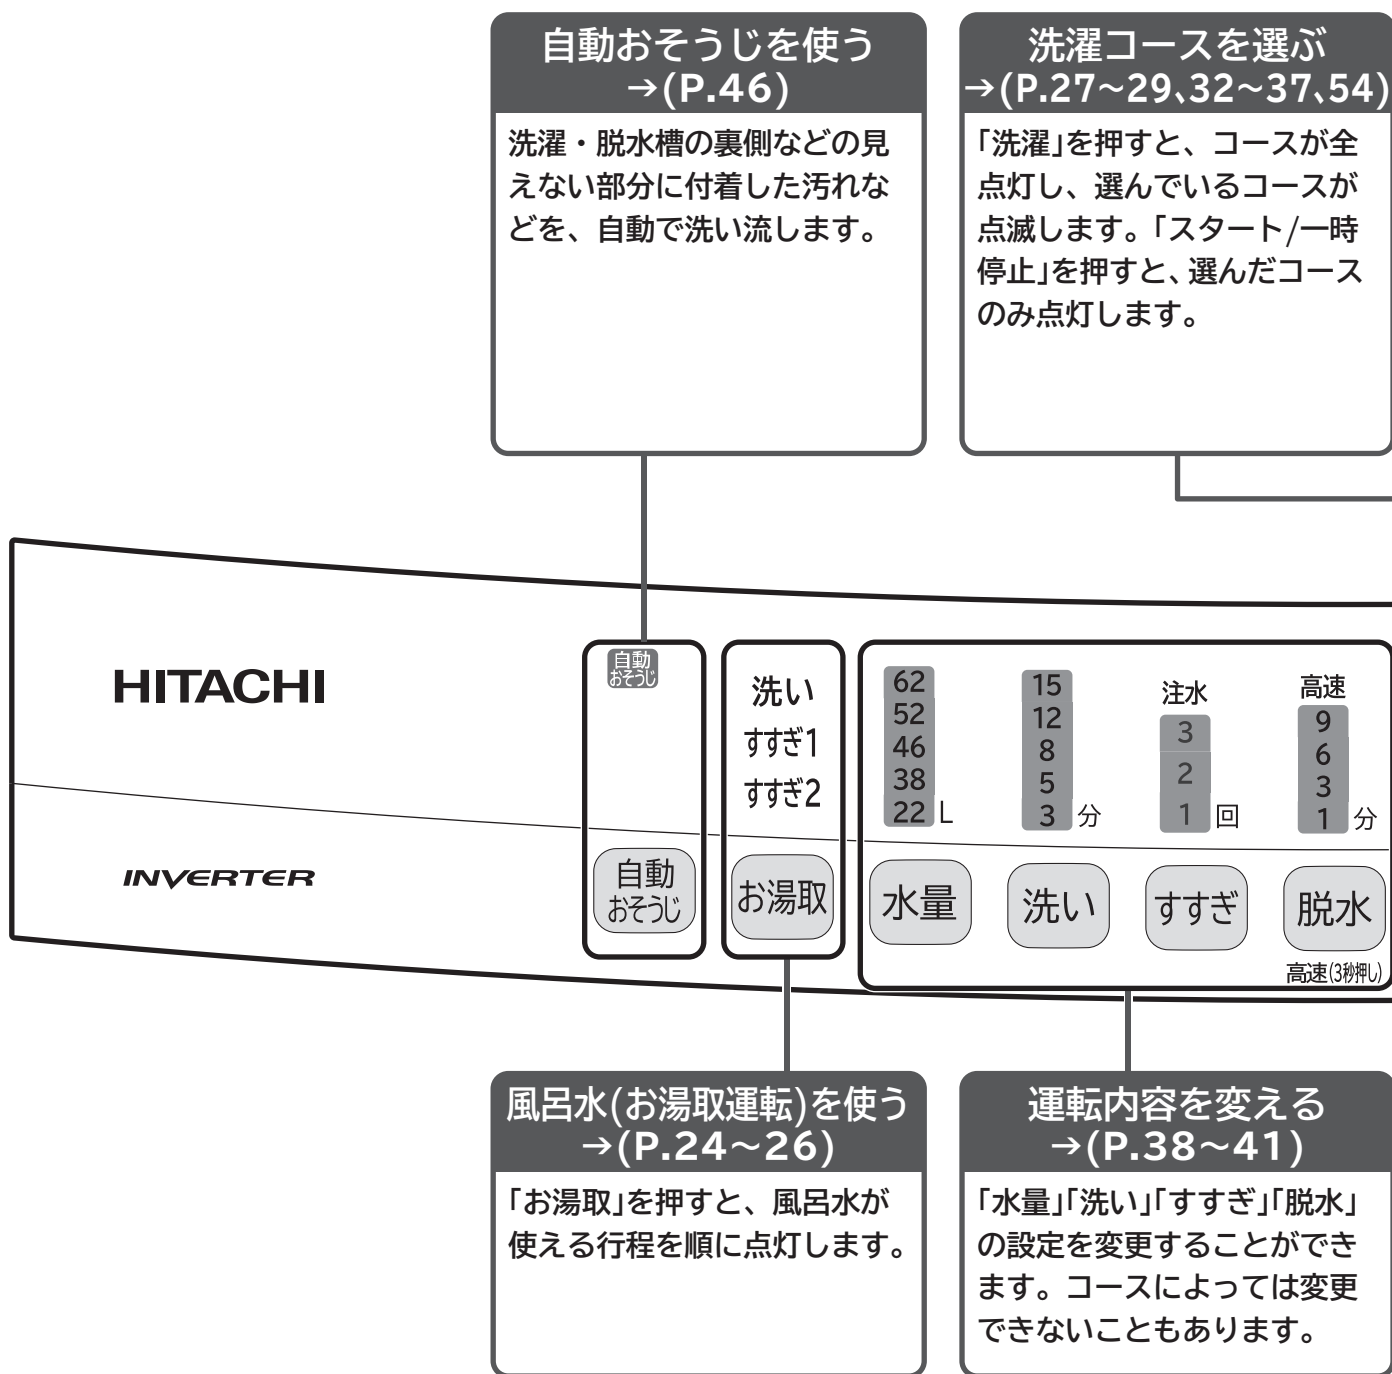 自動おそうじを使う
→(P.46)
洗濯・脱水槽の裏側などの見
えない部分に付着した汚れな
どを、自動で洗い流します。
洗濯コースを選ぶ
→(P.27～29、32～37、54)
「洗濯」を押すと、コースが全
点灯し、選んでいるコースが
点滅します。「スタート/一時
停止」を押すと、選んだコース
のみ点灯します。
HITACHI
INVERTER
自動
おそうじ
自動
おそうじ
洗い
すすぎ1
すすぎ2
お湯取
62
52
46
38
22 L
水量
15
12
8
5
3 分
洗い
注水
3
2
1 回
すすぎ
高速
9
6
3
1 分
脱水
高速(3秒押し)
風呂水(お湯取運転)を使う
→(P.24～26)
「お湯取」を押すと、風呂水が
使える行程を順に点灯します。
運転内容を変える
→(P.38～41)
「水量」「洗い」「すすぎ」「脱水」
の設定を変更することができ
ます。コースによっては変更
できないこともあります。